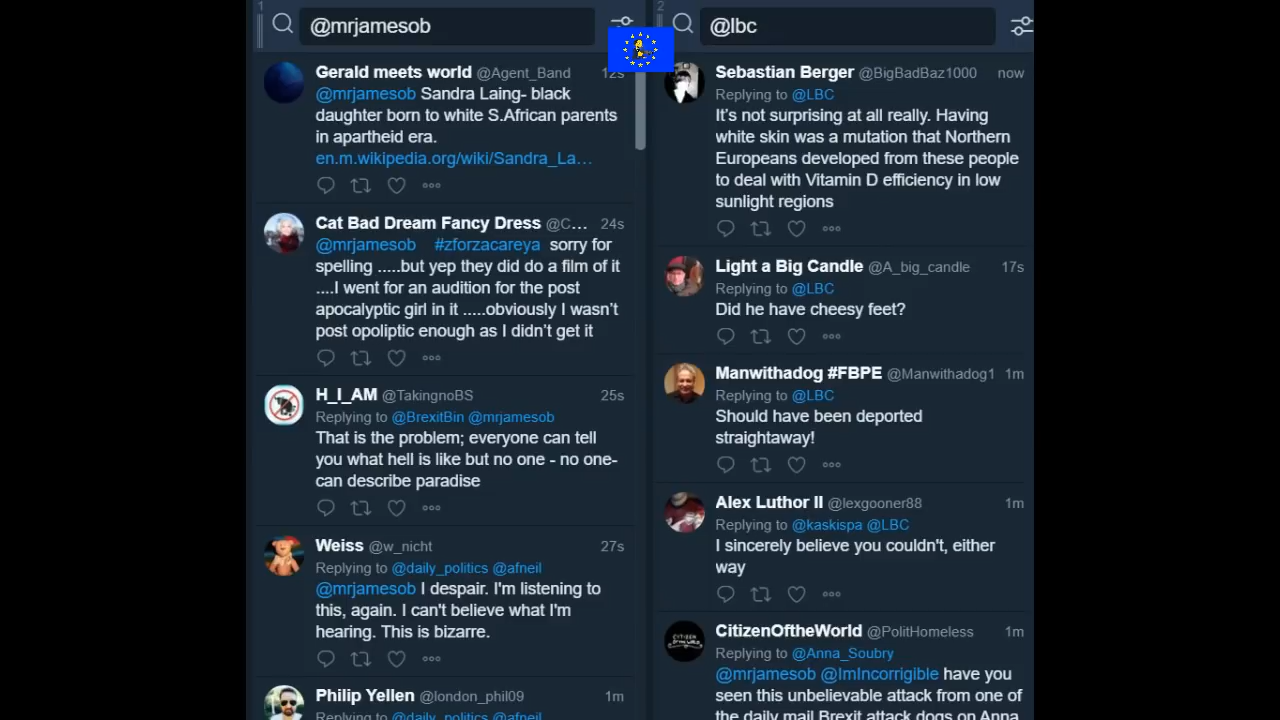 1
@mrjamesob
Gerald meets world @Agent_Band 12s
@mrjamesob Sandra Laing- black
daughter born to white S.African parents
in apartheid era.
en.m.wikipedia.org/wiki/Sandra_La…
Cat Bad Dream Fancy Dress @C… 24s
@mrjamesob #zforzacareya sorry for
spelling .....but yep they did do a film of it
....I went for an audition for the post
apocalyptic girl in it .....obviously I wasn't
post opoliptic enough as I didn't get it
H_I_AM @TakingnoBS 25s
Replying to @BrexitBin @mrjamesob
That is the problem; everyone can tell
you what hell is like but no one - no one-
can describe paradise
Weiss @w_nicht 27s
Replying to @daily_politics @afneil
@mrjamesob I despair. I'm listening to
this, again. I can't believe what I'm
hearing. This is bizarre.
Philip Yellen @london_phil09 1m
Replying to @daily_politics @afneil
2
@lbc
Sebastian Berger @BigBadBaz1000 now
Replying to @LBC
It's not surprising at all really. Having
white skin was a mutation that Northern
Europeans developed from these people
to deal with Vitamin D efficiency in low
sunlight regions
Light a Big Candle @A_big_candle 17s
Replying to @LBC
Did he have cheesy feet?
Manwithadog #FBPE @Manwithadog1 1m
Replying to @LBC
Should have been deported
straightaway!
Alex Luthor II @lexgooner88 1m
Replying to @kaskispa @LBC
I sincerely believe you couldn't, either
way
CitizenOftheWorld @PolitHomeless 1m
Replying to @Anna_Soubry
@mrjamesob @ImIncorrigible have you
seen this unbelievable attack from one of
the daily mail Brexit attack dogs on Anna